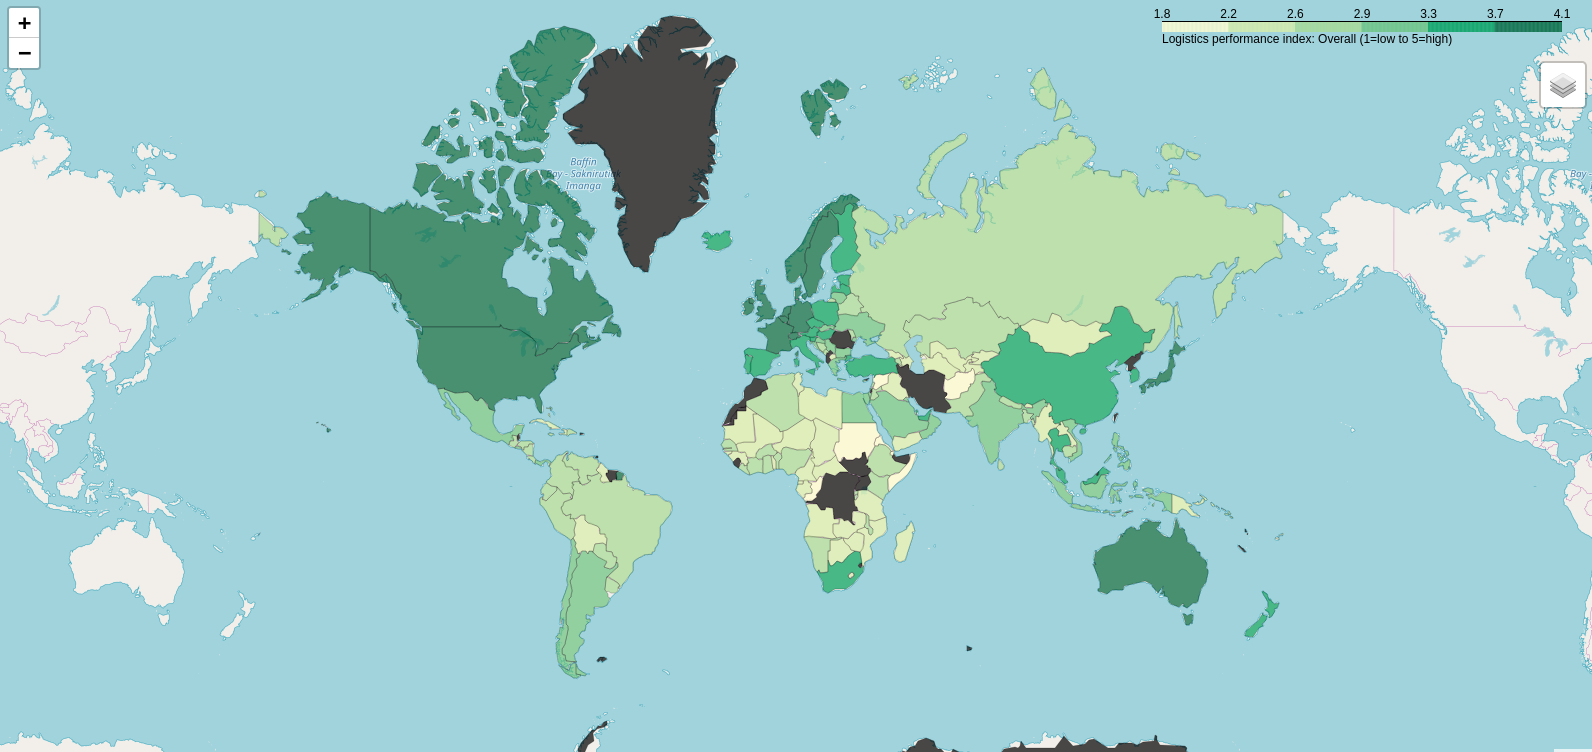 +
−
1.8 2.2 2.6 2.9 3.3 3.7 4.1
Logistics performance index: Overall (1=low to 5=high)
Baffin
Bay - Saknirutiak
Imanga
Bay -